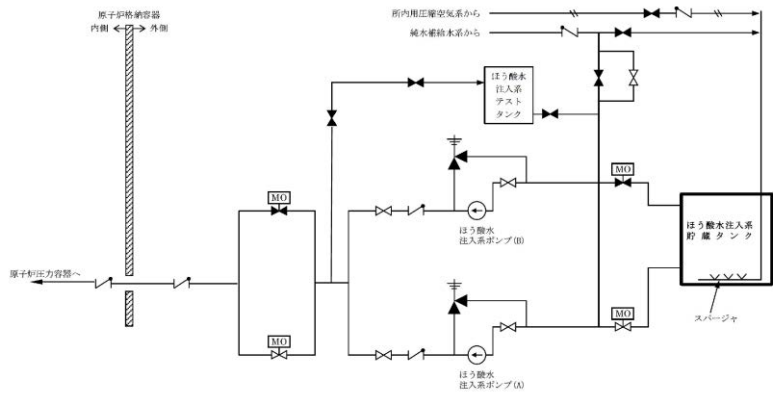 原子炉格納容器
内側
外側
所内用圧縮空気系から
純水補給水系から
ほう酸水
注入系
テスト
タンク
MO
MO
ほう酸水注入系
貯蔵タンク
ほう酸水
注入系ポンプ(B)
原子炉圧力容器へ
MO
MO
スパージャ
ほう酸水
注入系ポンプ(A)